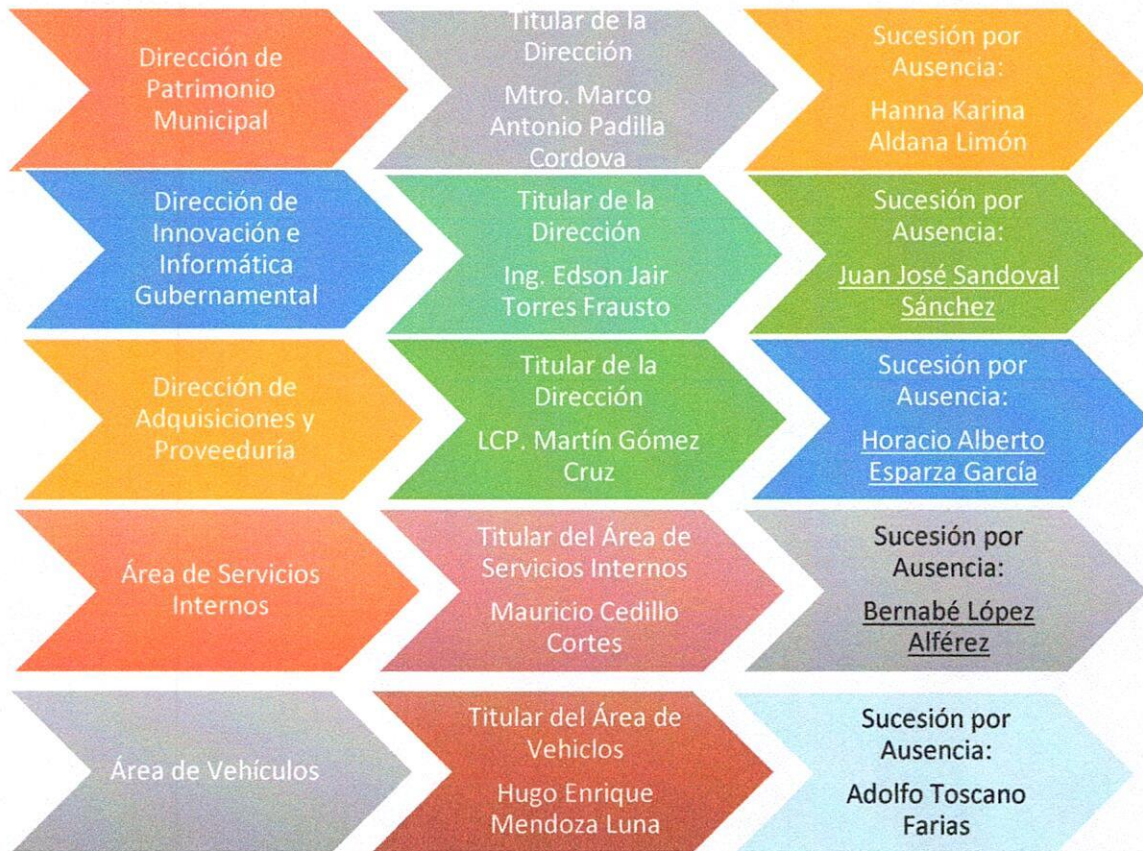 Dirección de
Patrimonio
Municipal
Titular de la
Dirección
Mtro. Marco
Antonio Padilla
Cordova
Sucesión por
Ausencia:
Hanna Karina
Aldana Limón
Dirección de
Innovación e
Informática
Gubernamental
Titular de la
Dirección
Ing. Edson Jair
Torres Frausto
Sucesión por
Ausencia:
Juan José Sandoval
Sánchez
Dirección de
Adquisiciones y
Proveeduría
Titular de la
Dirección
LCP. Martín Gómez
Cruz
Sucesión por
Ausencia:
Horacio Alberto
Esparza García
Área de Servicios
Internos
Titular del Área de
Servicios Internos
Mauricio Cedillo
Cortes
Sucesión por
Ausencia:
Bernabé López
Alférez
Área de Vehículos
Titular del Área de
Vehiclos
Hugo Enrique
Mendoza Luna
Sucesión por
Ausencia:
Adolfo Toscano
Farias